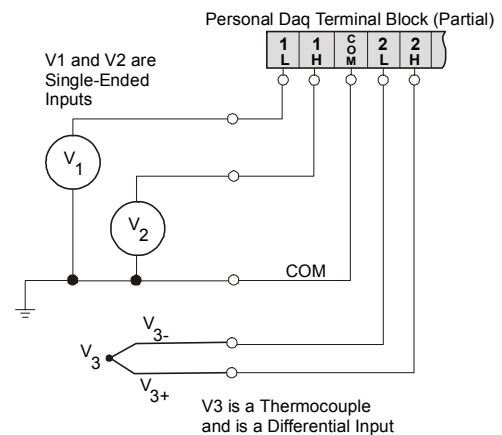 Personal Daq Terminal Block (Partial)
1 L
1 H
COM
2 L
2 H
V1 and V2 are
Single-Ended
Inputs
V1
V2
COM
V3-
V3
V3+
V3 is a Thermocouple
and is a Differential Input